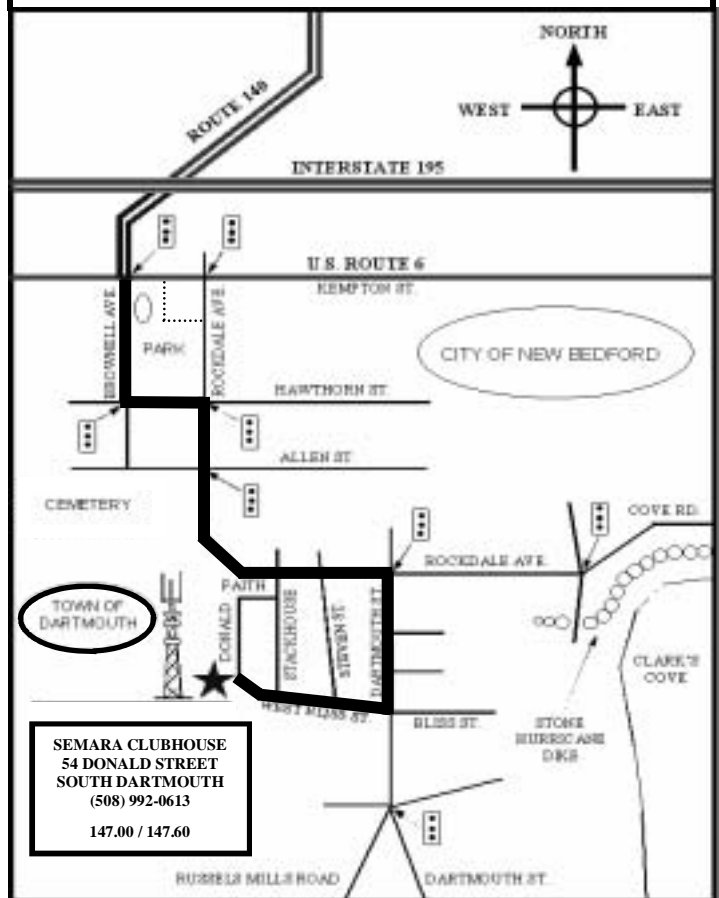 NORTH
ROUTE 140
WEST
EAST
INTERSTATE 195
U.S. ROUTE 6
KEMPTON ST.
BROWNELL AVE.
PARK
ROCKDALE AVE.
CITY OF NEW BEDFORD
HAWTHORN ST.
ALLEN ST
CEMETERY
COVE RD.
ROCKDALE AVE.
FAITH
TOWN OF
DARTMOUTH
DONALD
STACKHOUSE
STEVEN ST.
DARTMOUTH ST.
CLARK'S
COVE
WEST BLISS ST.
BLISS ST.
STONE
HURRICANE
DIKE
SEMARA CLUBHOUSE
54 DONALD STREET
SOUTH DARTMOUTH
(508) 992-0613
147.00 / 147.60
RUSSELS MILLS ROAD
DARTMOUTH ST.